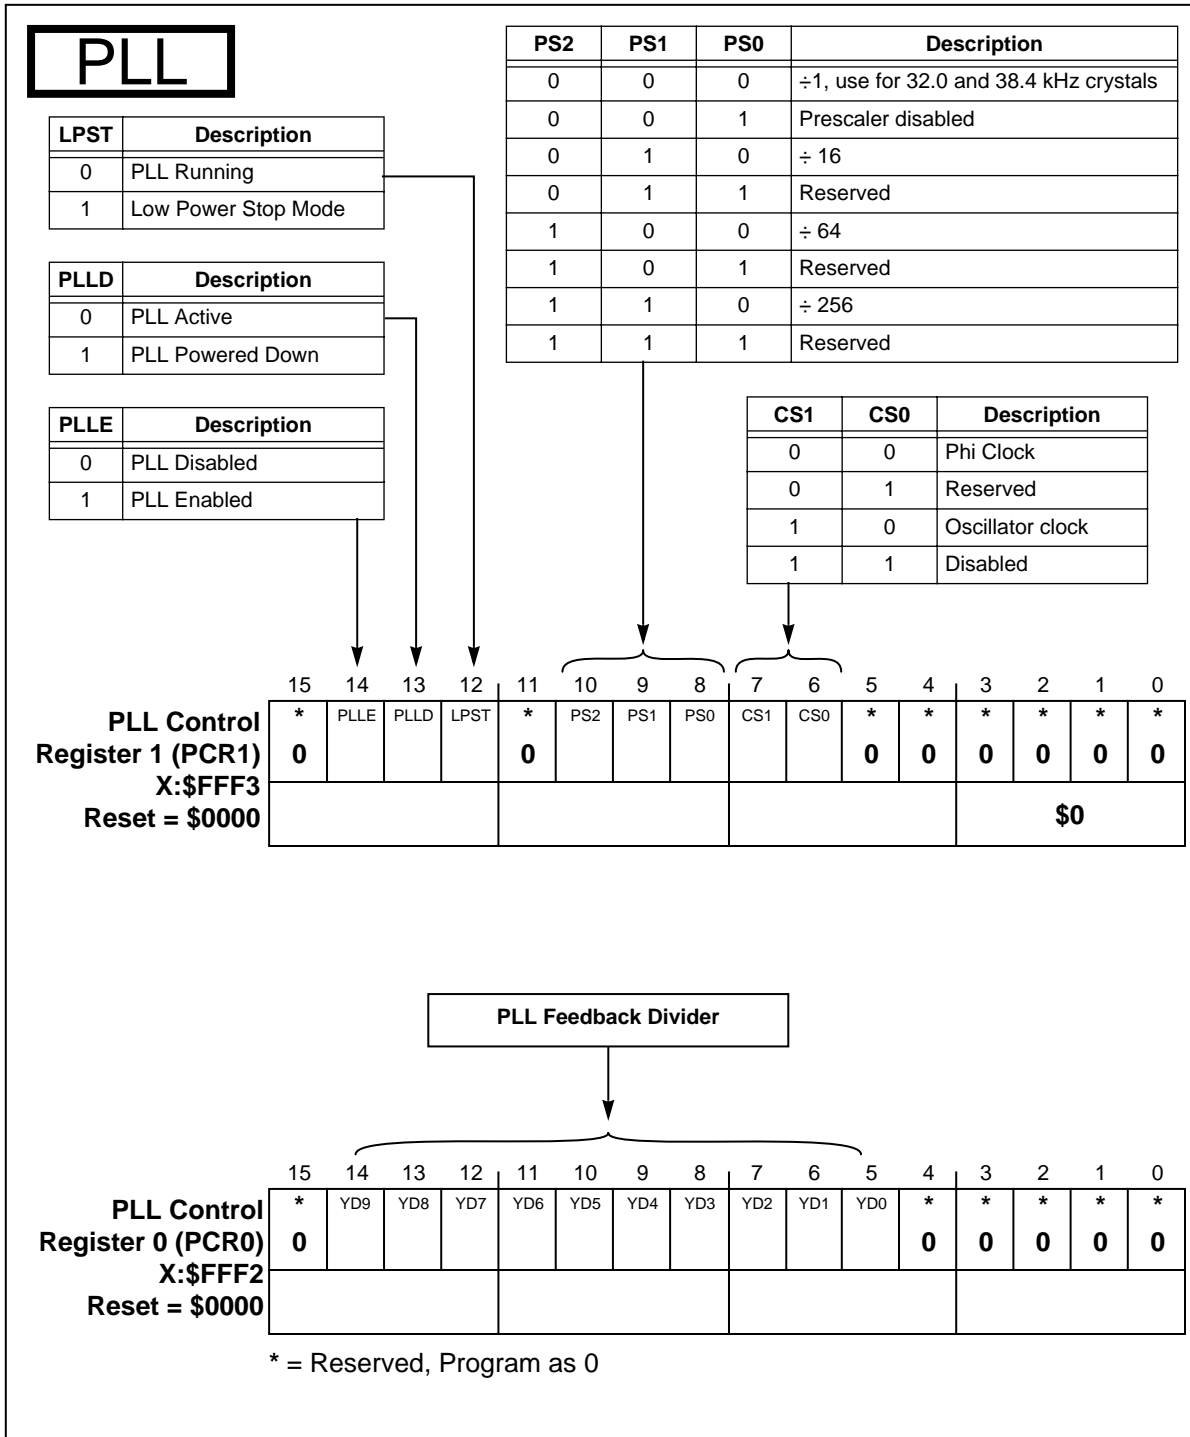 PLL
LPST Description
0 PLL Running
1 Low Power Stop Mode
PLLD Description
0 PLL Active
1 PLL Powered Down
PLLE Description
0 PLL Disabled
1 PLL Enabled
PS2 PS1 PS0 Description
0 0 0 ÷1, use for 32.0 and 38.4 kHz crystals
0 0 1 Prescaler disabled
0 1 0 ÷ 16
0 1 1 Reserved
1 0 0 ÷ 64
1 0 1 Reserved
1 1 0 ÷ 256
1 1 1 Reserved
CS1 CS0 Description
0 0 Phi Clock
0 1 Reserved
1 0 Oscillator clock
1 1 Disabled
15 14 13 12 11 10 9 8 7 6 5 4 3 2 1 0
PLL Control
Register 1 (PCR1)
X:$FFF3
Reset = $0000
* PLLE PLLD LPST * PS2 PS1 PS0 CS1 CS0 * * * * * *
0 0 0 0 0 0 0 0
$0
PLL Feedback Divider
15 14 13 12 11 10 9 8 7 6 5 4 3 2 1 0
PLL Control
Register 0 (PCR0)
X:$FFF2
Reset = $0000
* YD9 YD8 YD7 YD6 YD5 YD4 YD3 YD2 YD1 YD0 * * * * *
0 0 0 0 0 0
* = Reserved, Program as 0